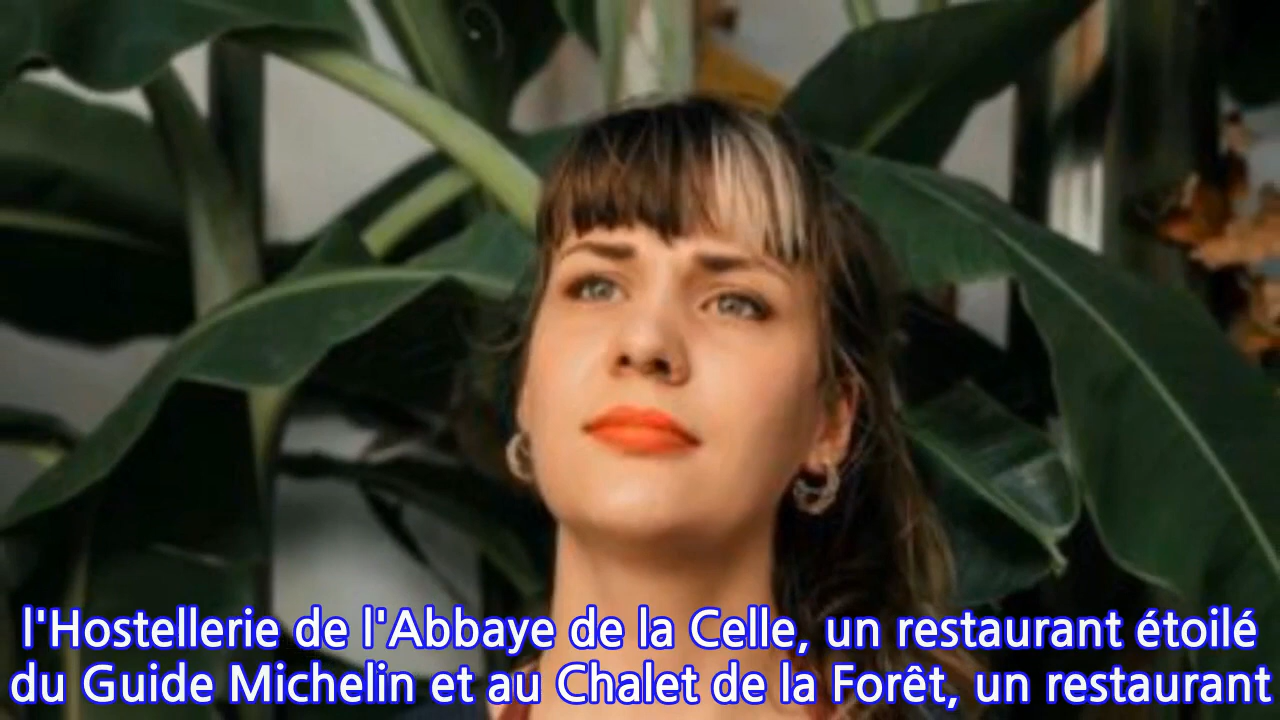 l'Hostellerie de l'Abbaye de la Celle, un restaurant étoilé
du Guide Michelin et au Chalet de la Forêt, un restaurant